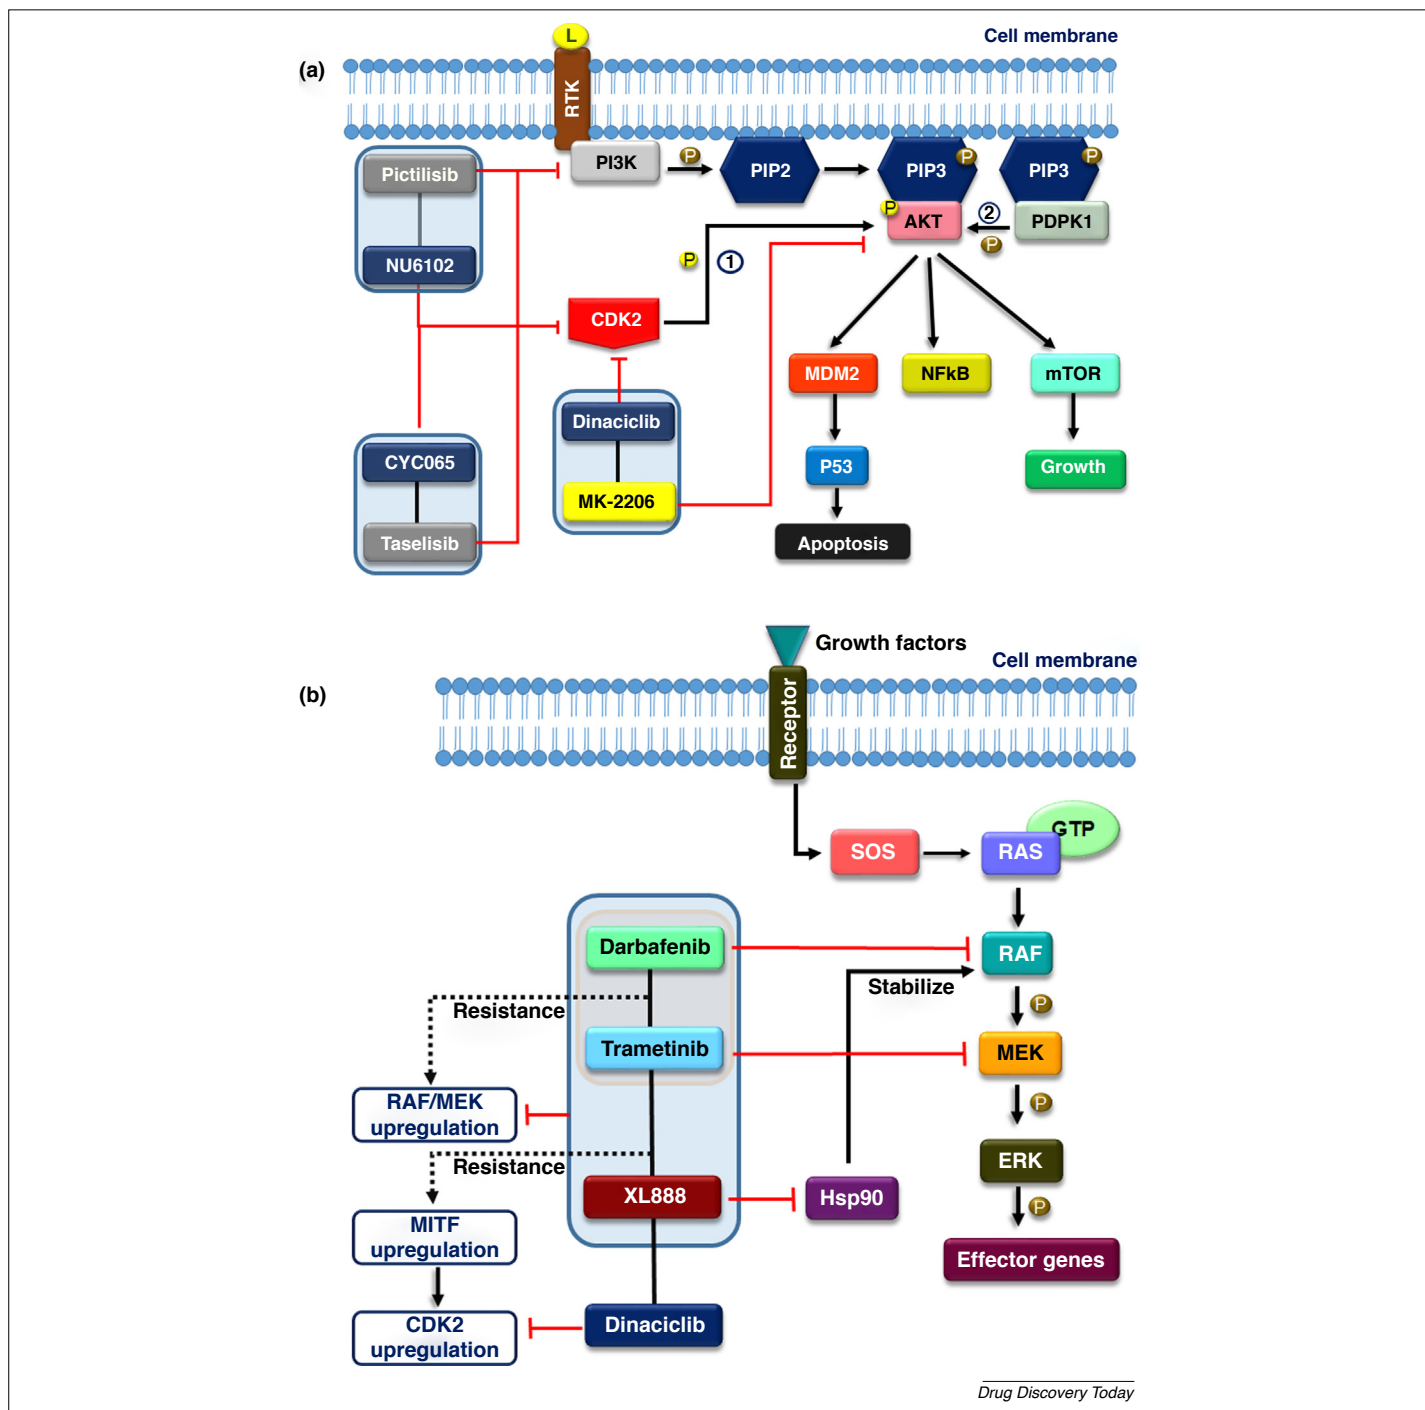 Cell membrane
(a)
L
RTK
PI3K
P
PIP2
PIP3
P
PIP3
P
Pictilisib
NU6102
P
AKT
2
P
PDPK1
P
1
CDK2
MDM2
NFkB
mTOR
Dinaciclib
MK-2206
CYC065
Taselisib
P53
Growth
Apoptosis
Growth factors
Cell membrane
(b)
Receptor
SOS
RAS
GTP
Darbafenib
RAF
Stabilize
Resistance
P
Trametinib
MEK
RAF/MEK
upregulation
P
Resistance
ERK
XL888
Hsp90
P
MITF
upregulation
Effector genes
CDK2
upregulation
Dinaciclib
Drug Discovery Today